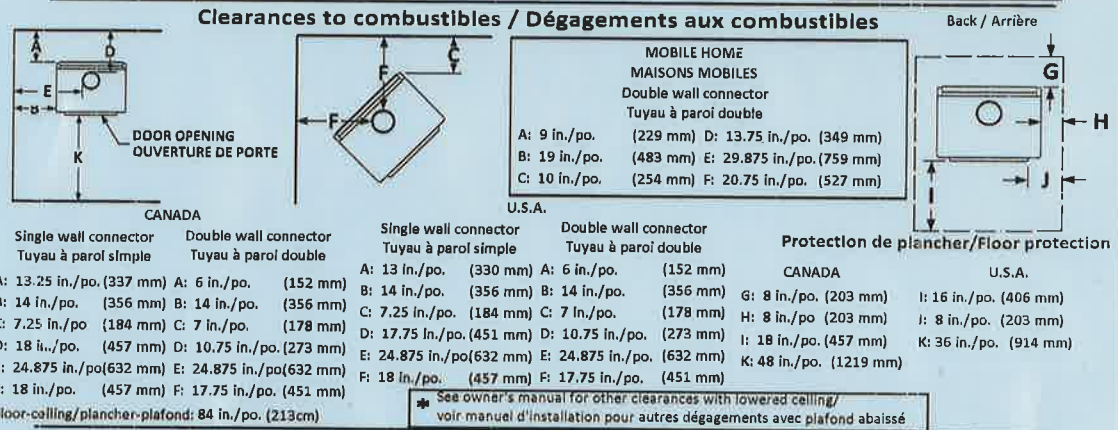 Clearances to combustibles / Dégagements aux combustibles
Back / Arrière
A
D
E
B
K
DOOR OPENING
OUVERTURE DE PORTE
F
C
F
MOBILE HOME
MAISONS MOBILES
Double wall connector
Tuyau à paroi double
A: 9 in./po. (229 mm) D: 13.75 in./po. (349 mm)
B: 19 in./po. (483 mm) E: 29.875 in./po. (759 mm)
C: 10 in./po. (254 mm) F: 20.75 in./po. (527 mm)
G
H
I
J
CANADA
Single wall connector
Tuyau à paroi simple
A: 13.25 in./po. (337 mm)
B: 14 in./po. (356 mm)
C: 7.25 in./po (184 mm)
D: 18 in./po. (457 mm)
: 24.875 in./po(632 mm)
: 18 in./po. (457 mm)
Double wall connector
Tuyau à paroi double
A: 6 in./po. (152 mm)
B: 14 in./po. (356 mm)
C: 7 in./po. (178 mm)
D: 10.75 in./po. (273 mm)
E: 24.875 in./po(632 mm)
F: 17.75 in./po. (451 mm)
loor-ceiling/plancher-plafond: 84 in./po. (213cm)
U.S.A.
Single wall connector
Tuyau à paroi simple
A: 13 in./po. (330 mm)
B: 14 in./po. (356 mm)
C: 7.25 in./po. (184 mm)
D: 17.75 in./po. (451 mm)
E: 24.875 in./po(632 mm)
F: 18 in./po. (457 mm)
Double wall connector
Tuyau à paroi double
A: 6 in./po. (152 mm)
B: 14 in./po. (356 mm)
C: 7 in./po. (178 mm)
D: 10.75 in./po. (273 mm)
E: 24.875 in./po. (632 mm)
F: 17.75 in./po. (451 mm)
* See owner's manual for other clearances with lowered ceiling/
voir manuel d'installation pour autres dégagements avec plafond abaissé
Protection de plancher/Floor protection
CANADA
G: 8 in./po. (203 mm)
H: 8 in./po (203 mm)
I: 18 in./po. (457 mm)
K: 48 in./po. (1219 mm)
U.S.A.
I: 16 in./po. (406 mm)
J: 8 in./po. (203 mm)
K: 36 in./po. (914 mm)